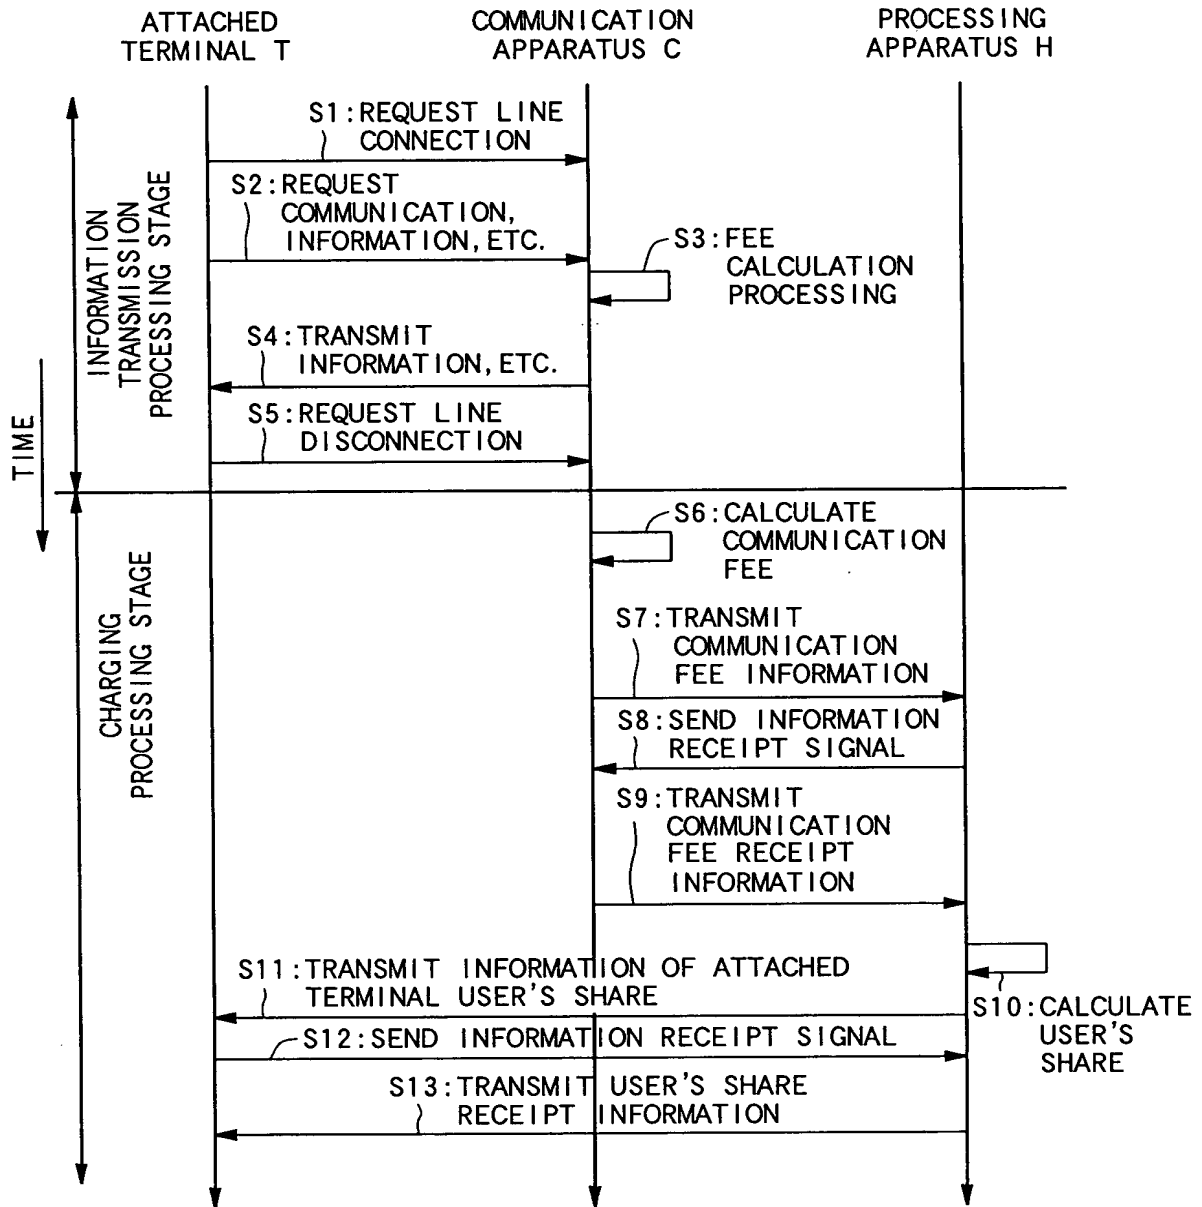 ATTACHED
TERMINAL T
COMMUNICATION
APPARATUS C
PROCESSING
APPARATUS H
INFORMATION
TRANSMISSION
PROCESSING STAGE
TIME
CHARGING
PROCESSING STAGE
S1:REQUEST LINE
CONNECTION
S2:REQUEST
COMMUNICATION,
INFORMATION,ETC.
S3:FEE
CALCULATION
PROCESSING
S4:TRANSMIT
INFORMATION,ETC.
S5:REQUEST LINE
DISCONNECTION
S6:CALCULATE
COMMUNICATION
FEE
S7:TRANSMIT
COMMUNICATION
FEE INFORMATION
S8:SEND INFORMATION
RECEIPT SIGNAL
S9:TRANSMIT
COMMUNICATION
FEE RECEIPT
INFORMATION
S10:CALCULATE
USER'S
SHARE
S11:TRANSMIT INFORMATION OF ATTACHED
TERMINAL USER'S SHARE
S12:SEND INFORMATION RECEIPT SIGNAL
S13:TRANSMIT USER'S SHARE
RECEIPT INFORMATION